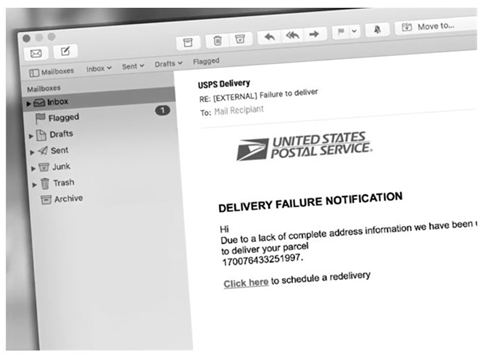 Move to...
Mailboxes Inbox Sent Drafts Flagged
Mailboxes
Inbox
Flagged
1
Drafts
Sent
Junk
Trash
Archive
USPS Delivery
RE: [EXTERNAL] Failure to deliver
To: Mail Recipiant
UNITED STATES
POSTAL SERVICE®
DELIVERY FAILURE NOTIFICATION
Hi
Due to a lack of complete address information we have been
to deliver your parcel
170076433251997.
Click here to schedule a redelivery